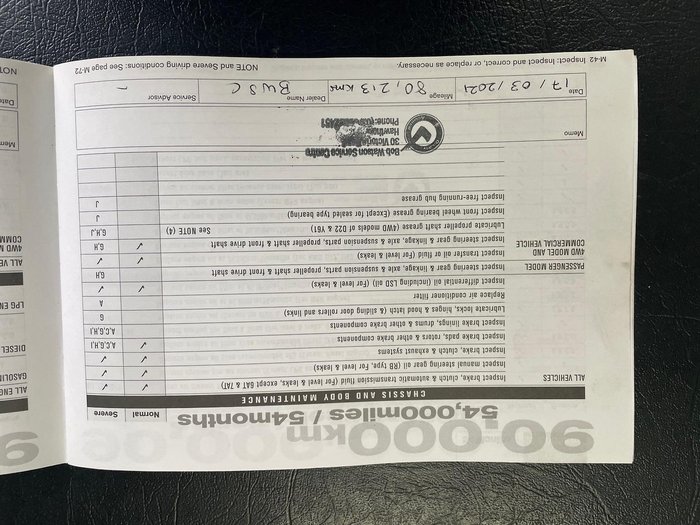 90,000km
54,000miles / 54months
CHASSIS AND BODY MAINTENANCE
Normal Severe
ALL VEHICLES
Inspect brake, clutch & automatic transmission fluid (For level & leaks, except 6AT & 7AT) ✓ ✓
Inspect manual steering gear oil (RB type, For level & leaks) ✓ ✓
Inspect brake, clutch & exhaust systems ✓ ✓
Inspect brake pads, rotors & other brake components ✓ A,C,G,H,I
Inspect brake linings, drums & other brake components A,C,G,H,I
Lubricate locks, hinges & hood latch (& sliding door rollers and links) G
Replace air conditioner filter A
Inspect differential oil (including LSD oil) (For level & leaks) ✓ ✓
PASSENGER MODEL
Inspect steering gear & linkage, axle & suspension parts, propeller shaft & front drive shaft G,H
4WD MODEL AND COMMERCIAL VEHICLE
Inspect transfer oil or fluid (For level & leaks) ✓ ✓
Inspect steering gear & linkage, axle & suspension parts, propeller shaft & front drive shaft ✓ G,H
Lubricate propeller shaft grease (4WD models of D22 & Y61) See NOTE (4) G,H,J
Inspect front wheel bearing grease (Except for sealed type bearing) J
Inspect free-running hub grease J
Memo
Bob Watson Service Centre
30 Victoria
Hawthorn
Phone:
Date 17/03/2021 Mileage 80,213 kms Dealer Name BWSC Service Advisor –
M-42 Inspect: Inspect and correct, or replace as necessary. NOTE and Severe driving conditions: See page M-72
ALL ENG
GASOLIN
DIESEL
LPG EN
ALL VE
4WD M
COMM
Mem
Date
NOT